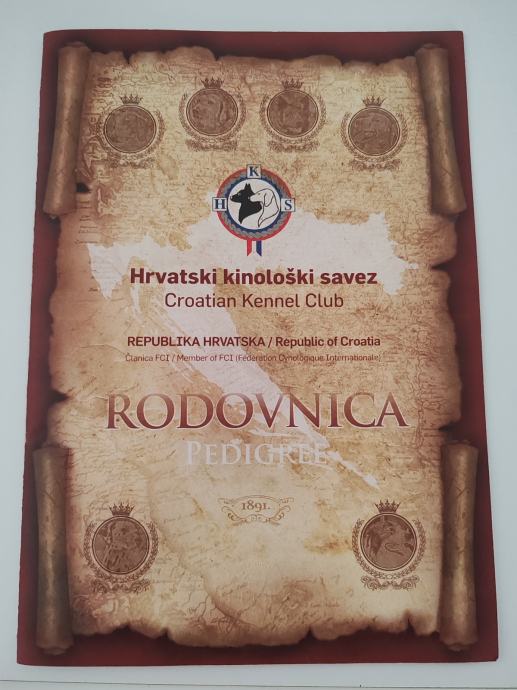 K
H S
Hrvatski kinološki savez
Croatian Kennel Club
REPUBLIKA HRVATSKA / Republic of Croatia
Članica FCI / Member of FCI (Federation Cynologique Internationale)
RODOVNICA
PEDIGREE
1891.